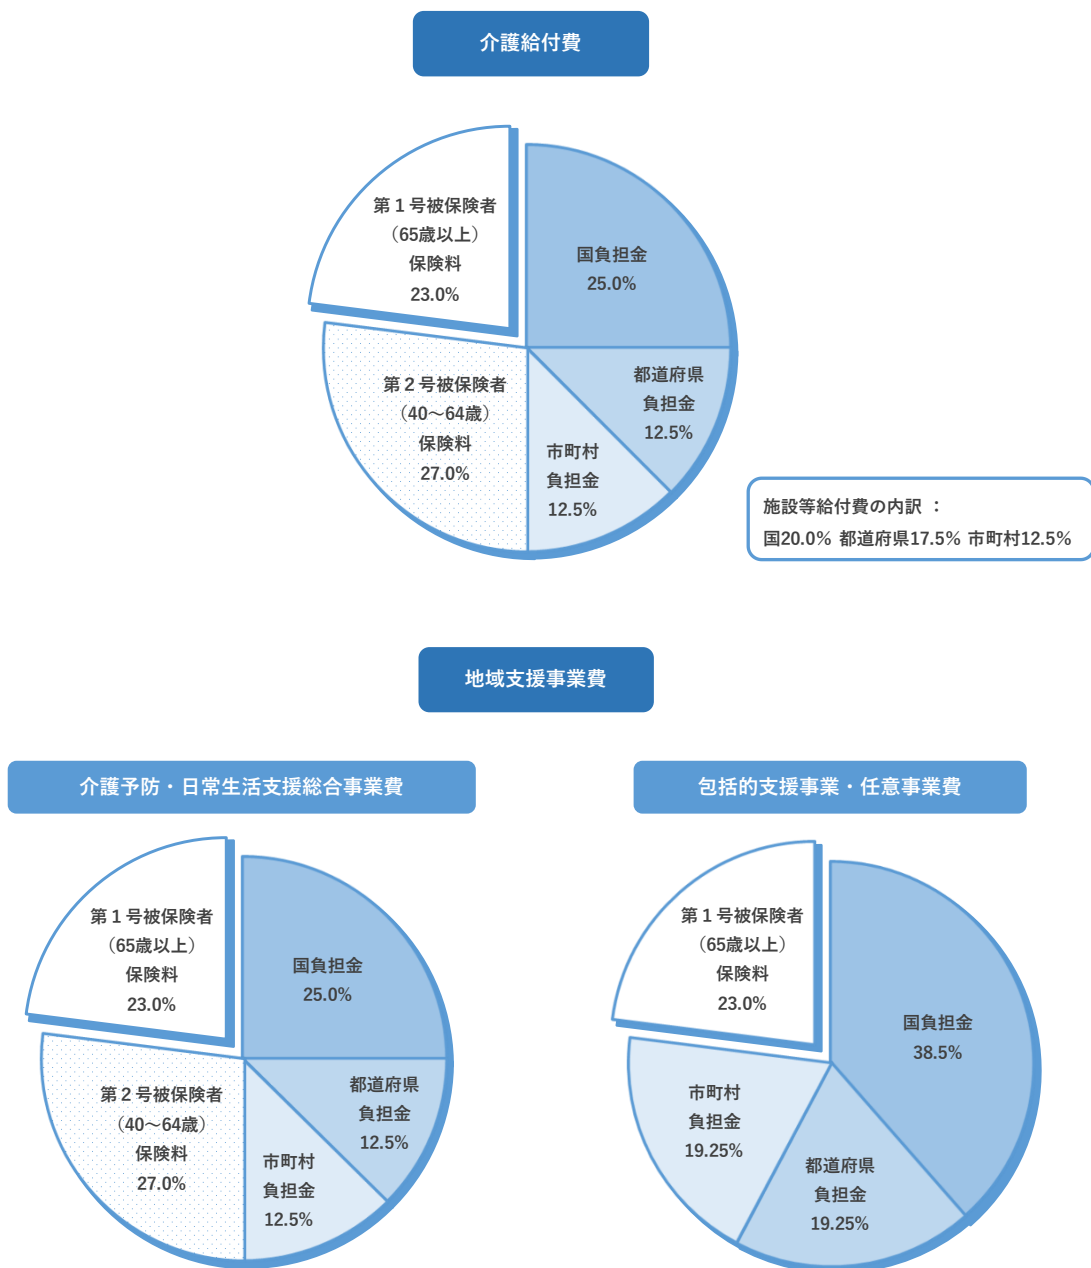 介護給付費
第1号被保険者
（65歳以上）
保険料
23.0%
国負担金
25.0%
都道府県
負担金
12.5%
市町村
負担金
12.5%
第2号被保険者
（40～64歳）
保険料
27.0%
施設等給付費の内訳 ：
国20.0% 都道府県17.5% 市町村12.5%
地域支援事業費
介護予防・日常生活支援総合事業費
第1号被保険者
（65歳以上）
保険料
23.0%
国負担金
25.0%
都道府県
負担金
12.5%
市町村
負担金
12.5%
第2号被保険者
（40～64歳）
保険料
27.0%
包括的支援事業・任意事業費
第1号被保険者
（65歳以上）
保険料
23.0%
国負担金
38.5%
都道府県
負担金
19.25%
市町村
負担金
19.25%